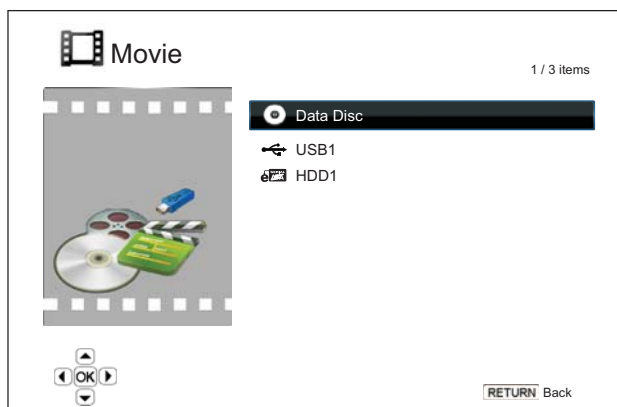 Movie
1 / 3 items
Data Disc
USB1
HDD1
OK
RETURN Back